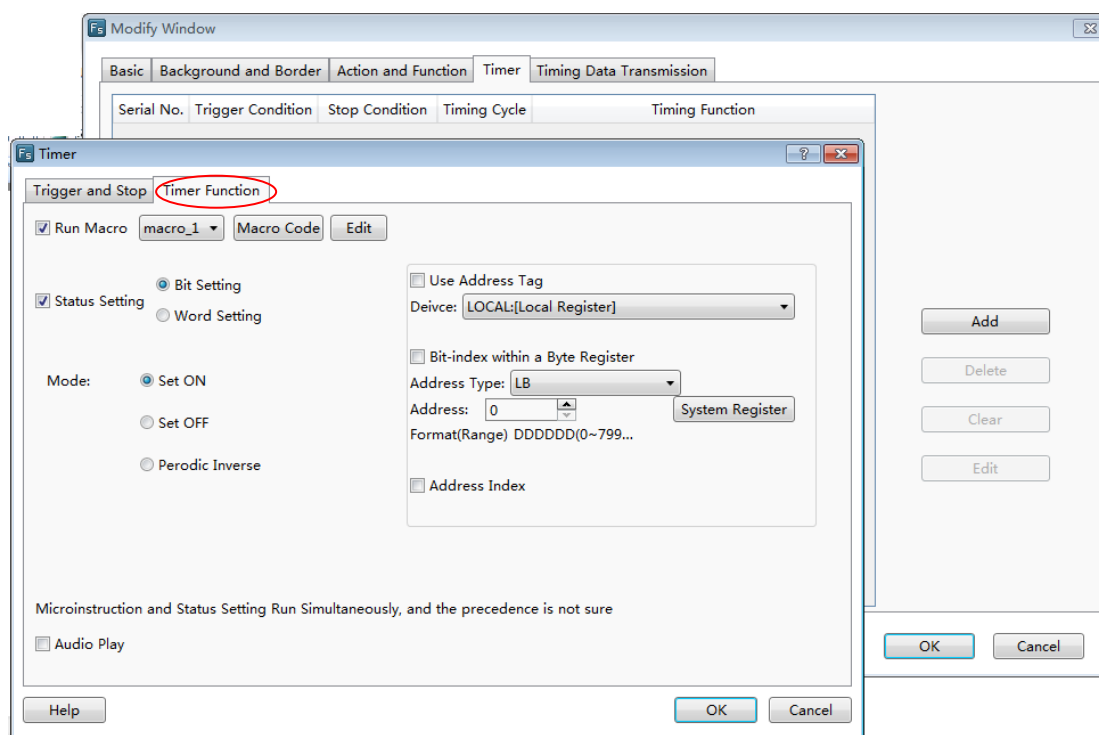 Fs Modify Window
Basic Background and Border Action and Function Timer Timing Data Transmission
Serial No. Trigger Condition Stop Condition Timing Cycle Timing Function
Fs Timer
Trigger and Stop Timer Function
Run Macro macro_1 Macro Code Edit
Status Setting
Bit Setting
Word Setting
Mode:
Set ON
Set OFF
Perodic Inverse
Use Address Tag
Deivce: LOCAL:[Local Register]
Bit-index within a Byte Register
Address Type: LB
Address: 0 System Register
Format(Range) DDDDDD(0~799...
Address Index
Microinstruction and Status Setting Run Simultaneously, and the precedence is not sure
Audio Play
Help OK Cancel
Add
Delete
Clear
Edit
OK Cancel